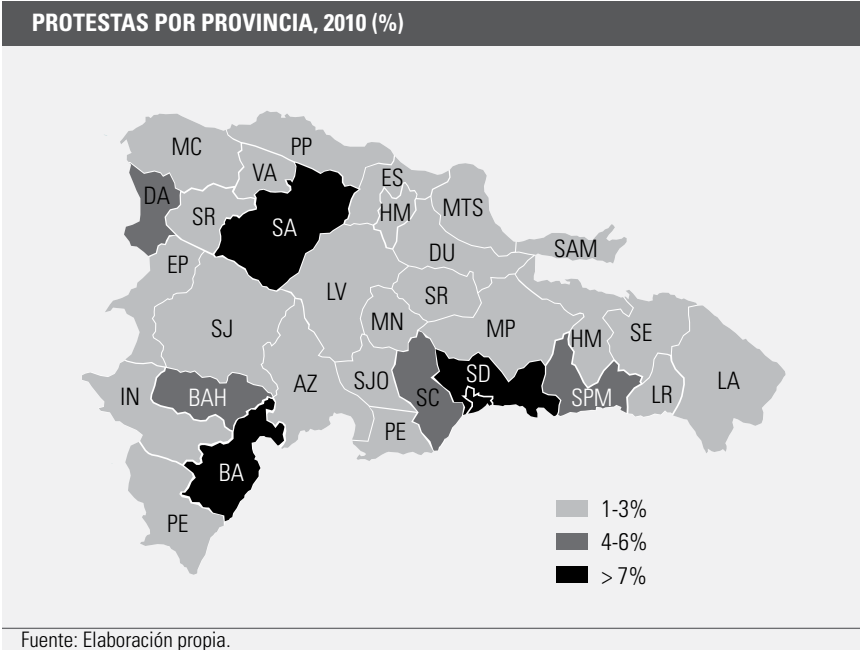 PROTESTAS POR PROVINCIA, 2010 (%)
MC
PP
VA
ES
DA
SR
SA
HM
MTS
DU
SAM
EP
LV
SR
SJ
MN
MP
HM
SE
IN
BAH
AZ
SJO
SC
SD
SPM
LR
LA
PE
BA
PE
1-3%
4-6%
> 7%
Fuente: Elaboración propia.